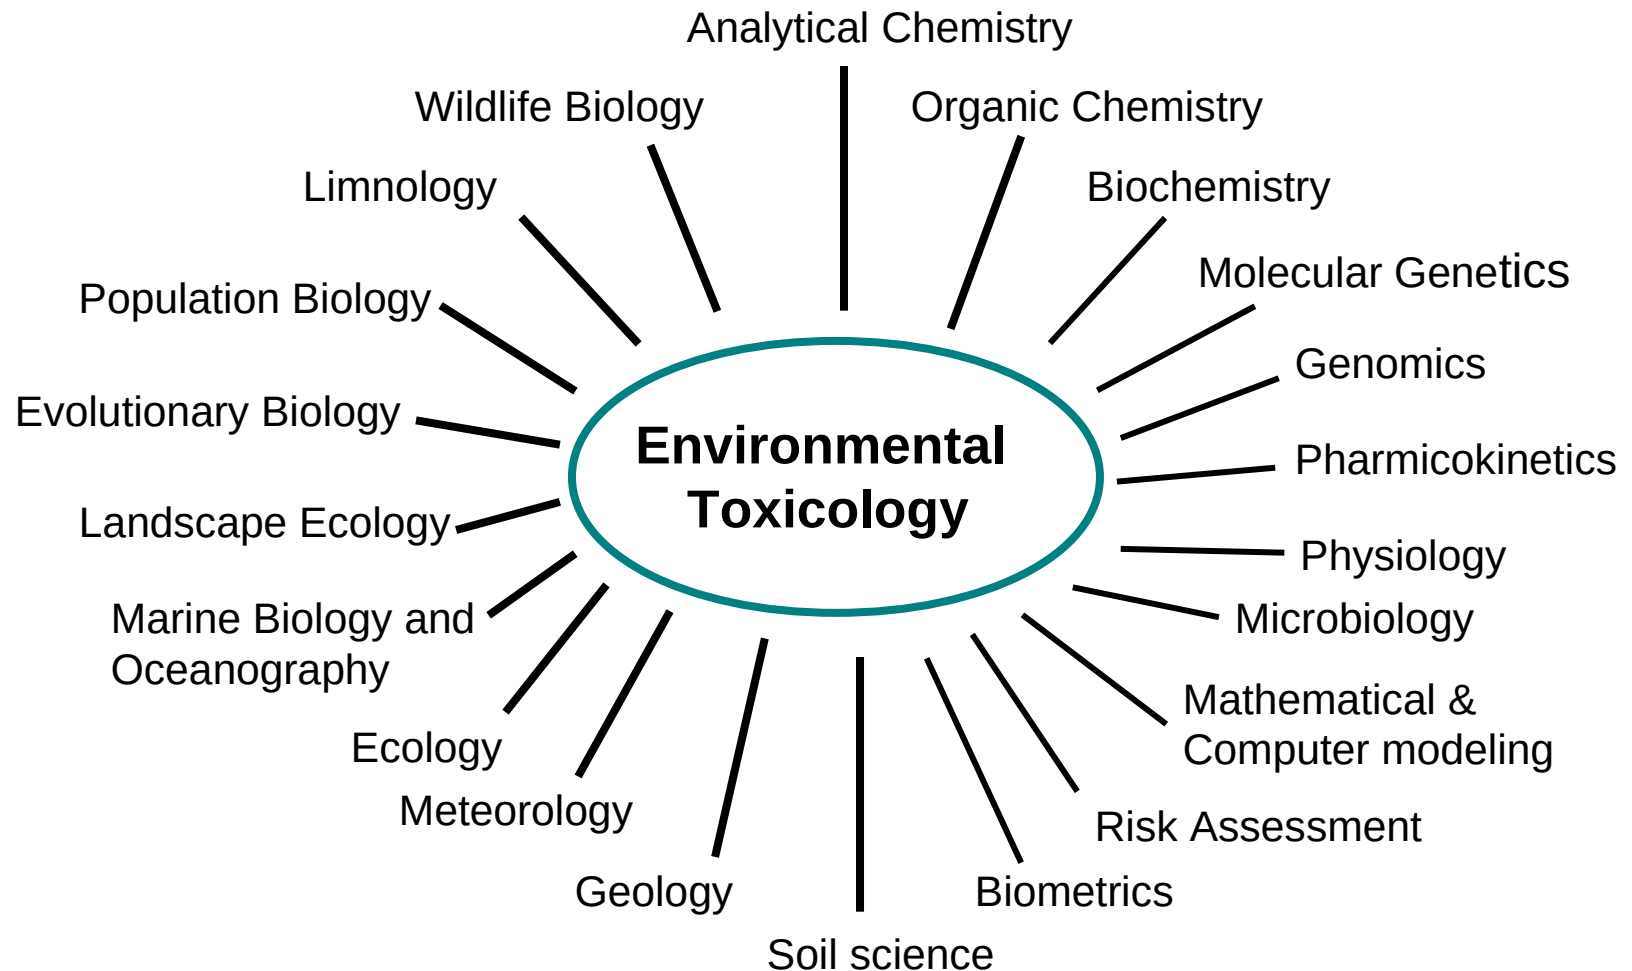 Analytical Chemistry
Wildlife Biology
Organic Chemistry
Limnology
Biochemistry
Molecular Genetics
Population Biology
Genomics
Evolutionary Biology
Environmental
Toxicology
Pharmicokinetics
Landscape Ecology
Physiology
Marine Biology and
Oceanography
Microbiology
Mathematical &
Computer modeling
Ecology
Meteorology
Risk Assessment
Geology
Biometrics
Soil science